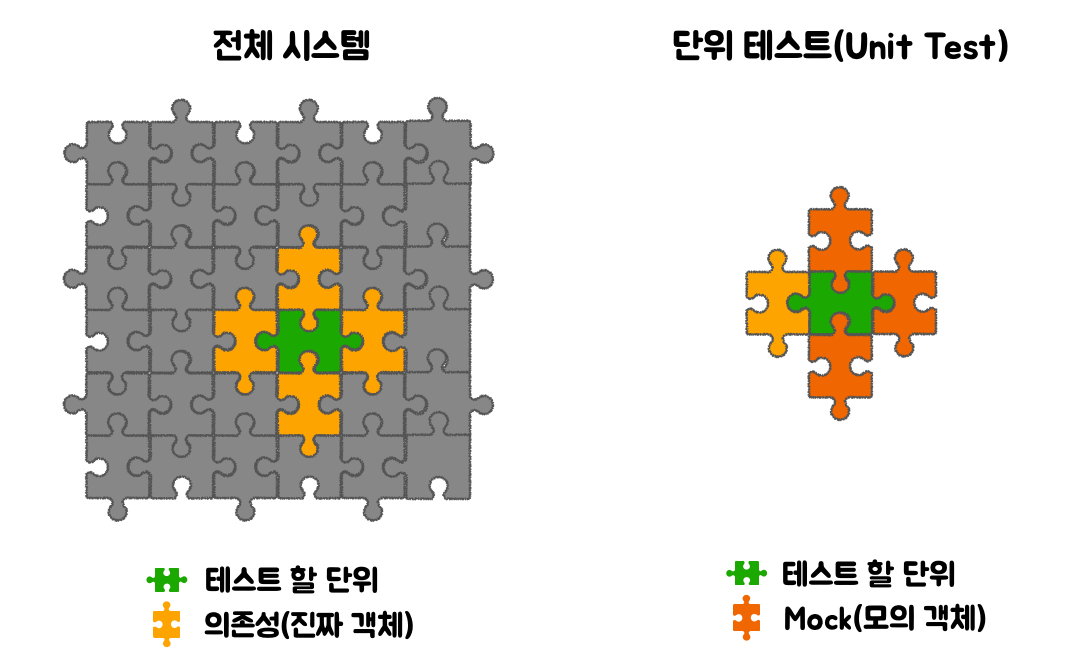 전체 시스템
단위 테스트(Unit Test)
테스트 할 단위
의존성(진짜 객체)
테스트 할 단위
Mock(모의 객체)